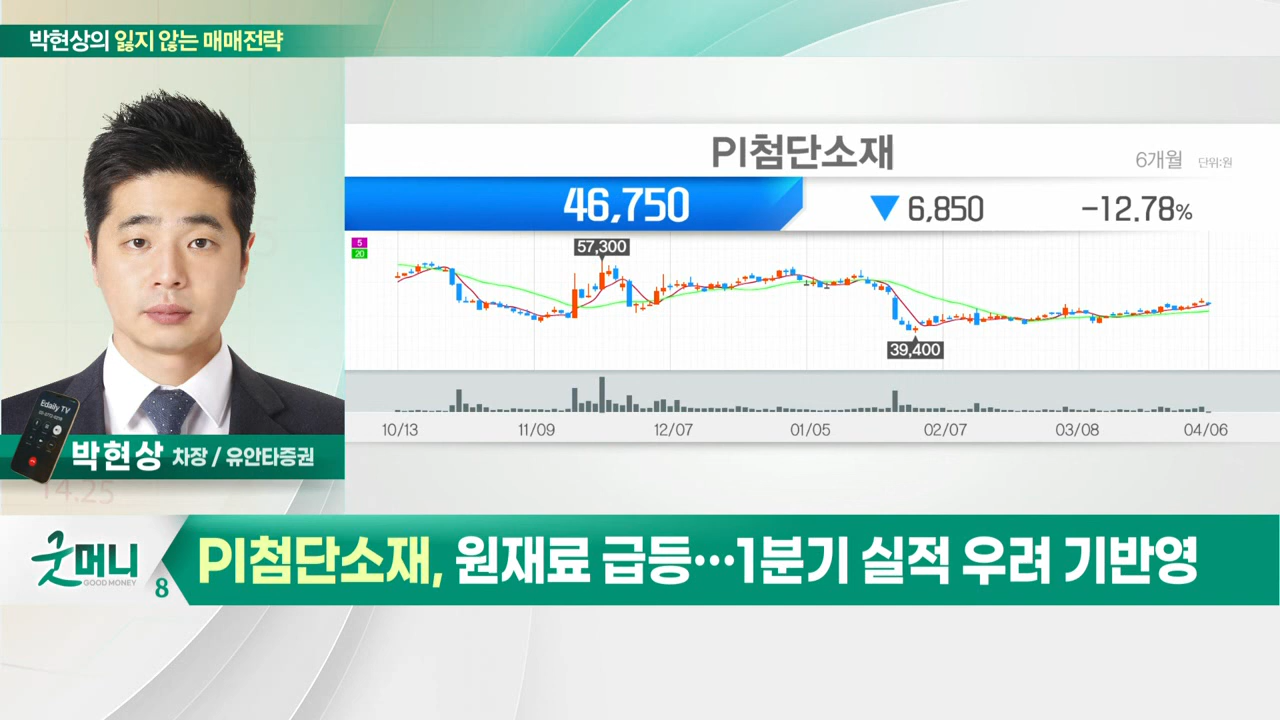 박현상의 잃지 않는 매매전략
PI첨단소재
6개월 단위:원
46,750 ▼ 6,850 -12.78%
5
20
57,300
39,400
10/13 11/09 12/07 01/05 02/07 03/08 04/06
Edaily TV
박현상 차장 / 유안타증권
14.25
굿머니
GOOD MONEY
8
PI첨단소재, 원재료 급등…1분기 실적 우려 기반영